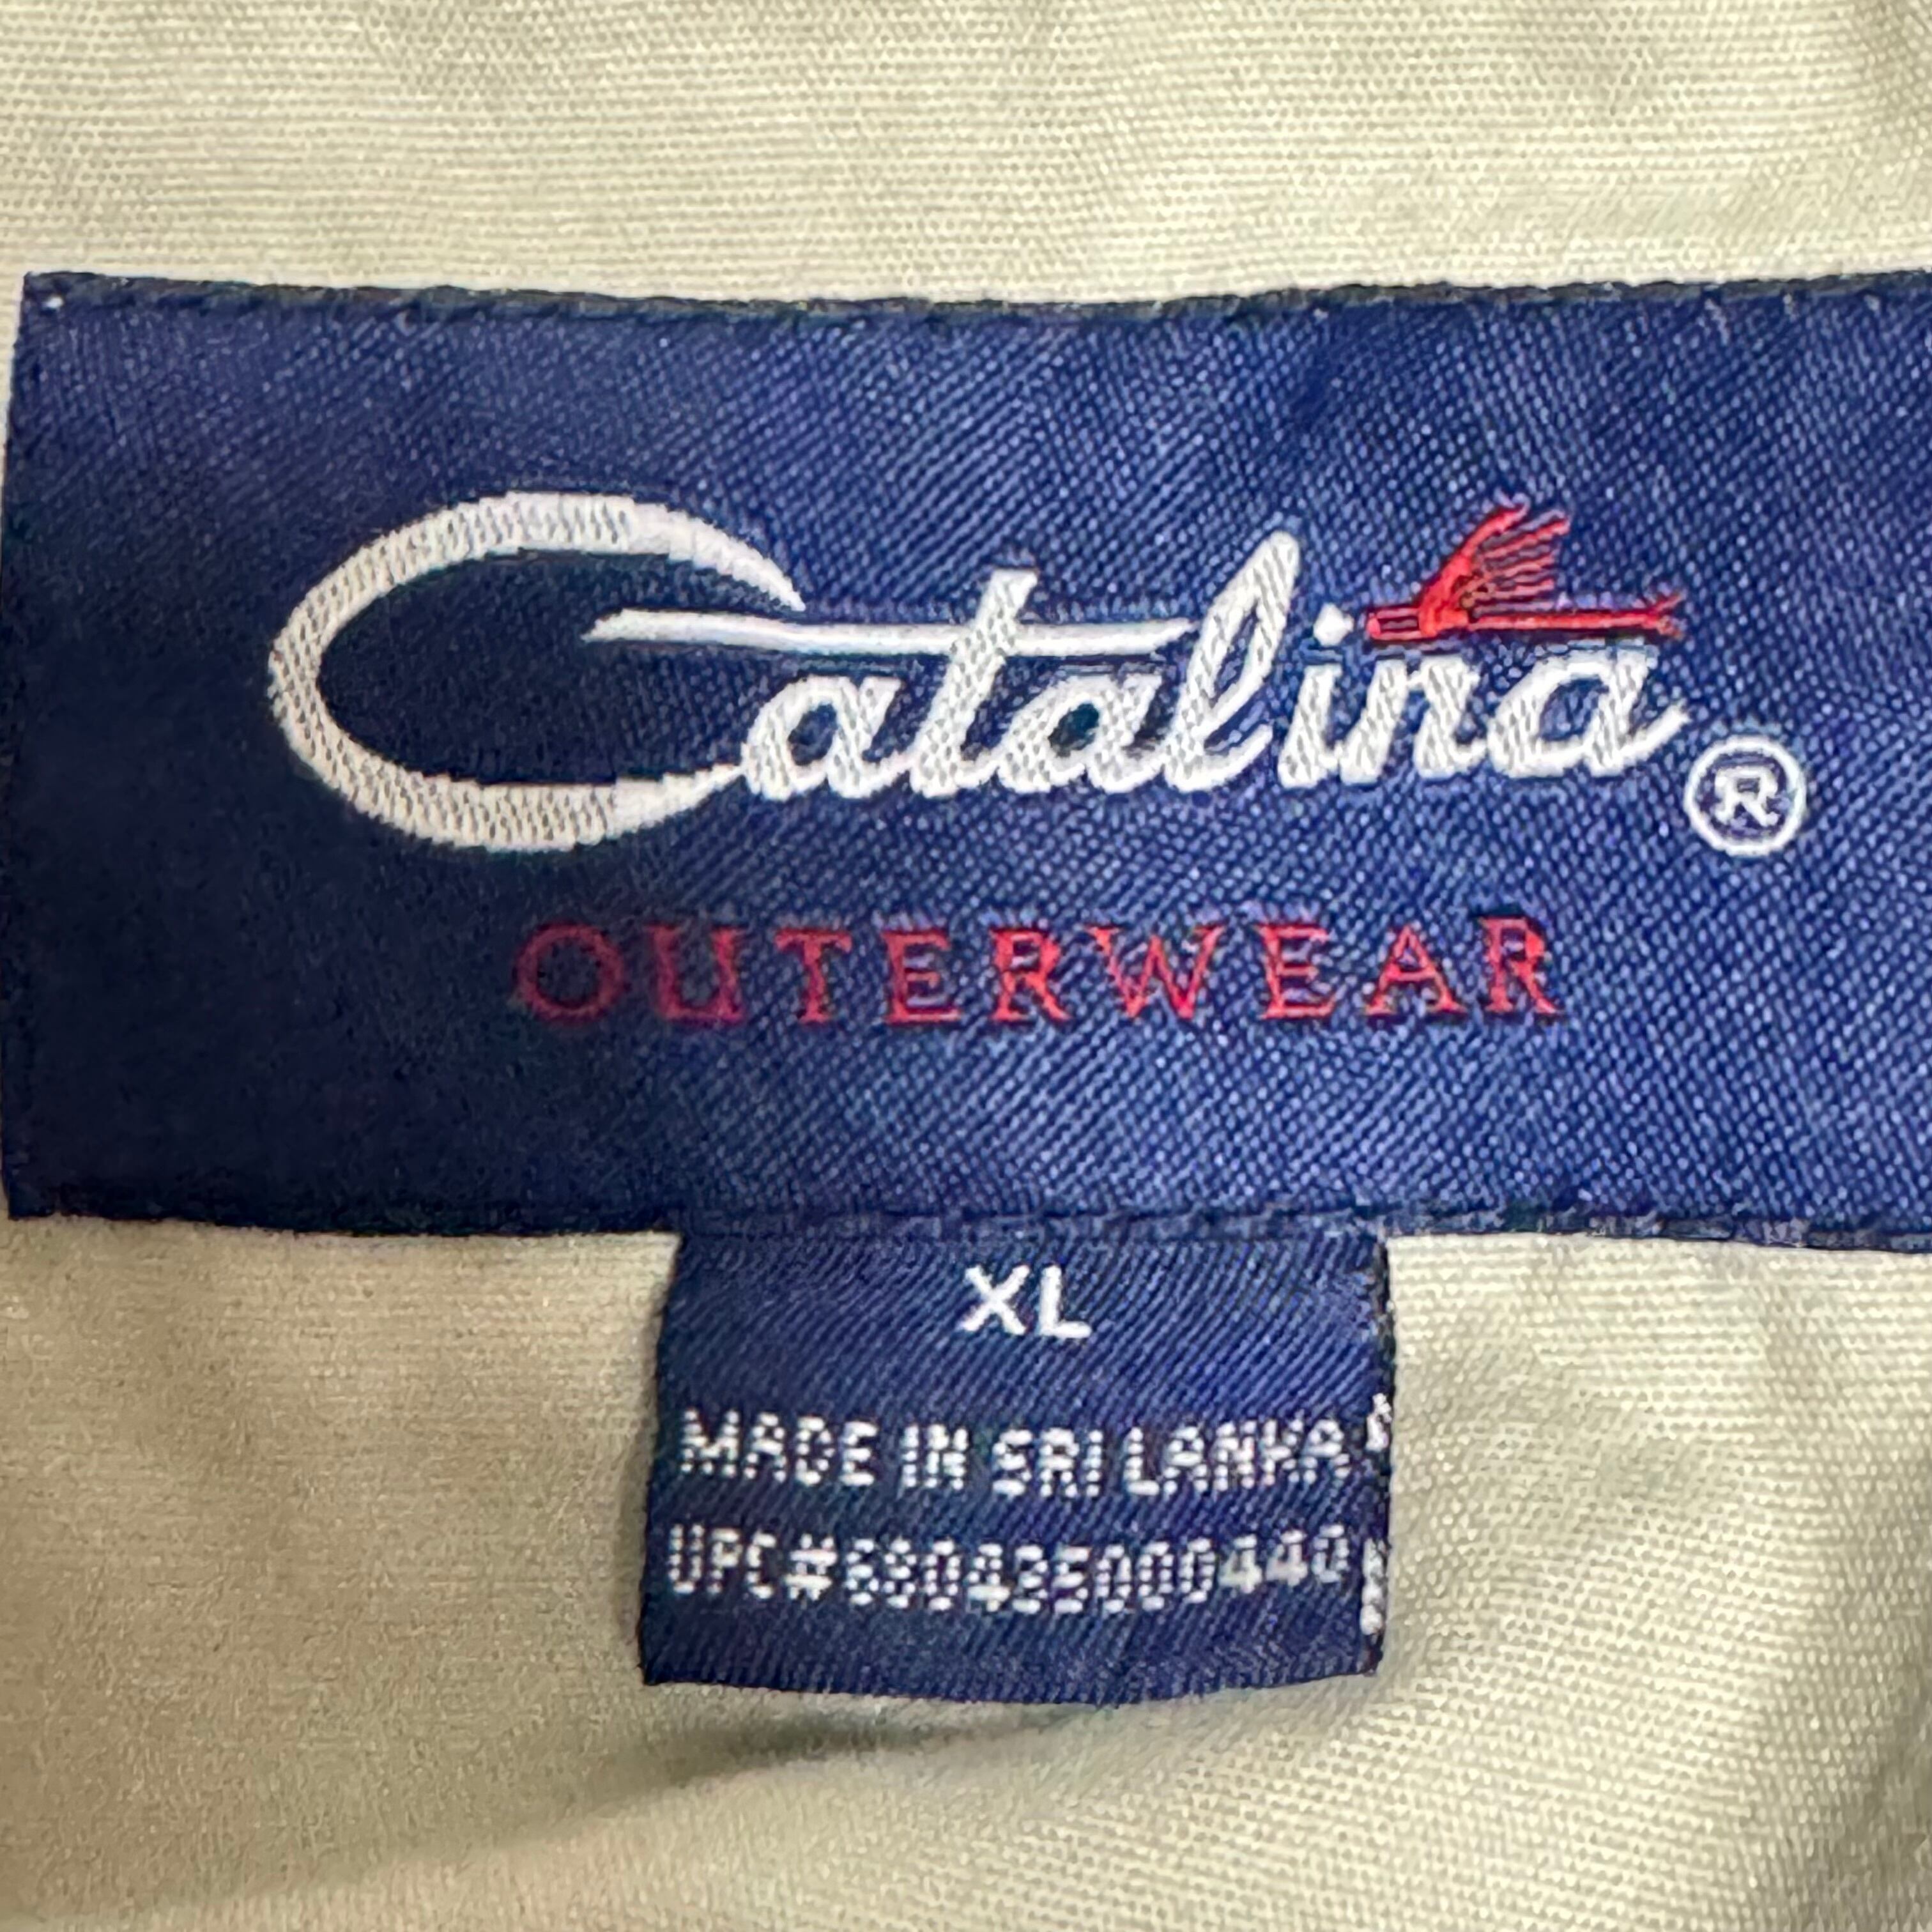 Catalina®
OUTERWEAR
XL
MADE IN SRI LANKA